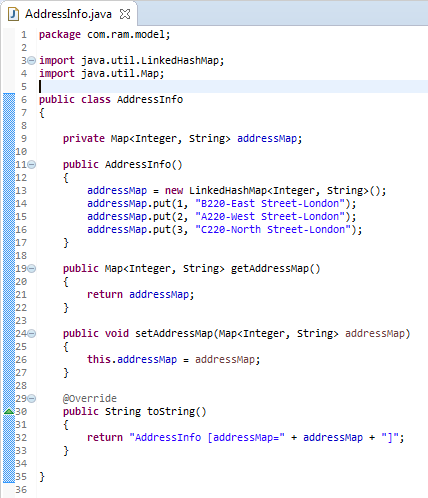 AddressInfo.java
1 package com.ram.model;
2
3 import java.util.LinkedHashMap;
4 import java.util.Map;
5
6 public class AddressInfo
7 {
8
9     private Map<Integer, String> addressMap;
10
11     public AddressInfo()
12     {
13         addressMap = new LinkedHashMap<Integer, String>();
14         addressMap.put(1, "B220-East Street-London");
15         addressMap.put(2, "A220-West Street-London");
16         addressMap.put(3, "C220-North Street-London");
17     }
18
19     public Map<Integer, String> getAddressMap()
20     {
21         return addressMap;
22     }
23
24     public void setAddressMap(Map<Integer, String> addressMap)
25     {
26         this.addressMap = addressMap;
27     }
28
29     @Override
30     public String toString()
31     {
32         return "AddressInfo [addressMap=" + addressMap + "]";
33     }
34
35 }
36